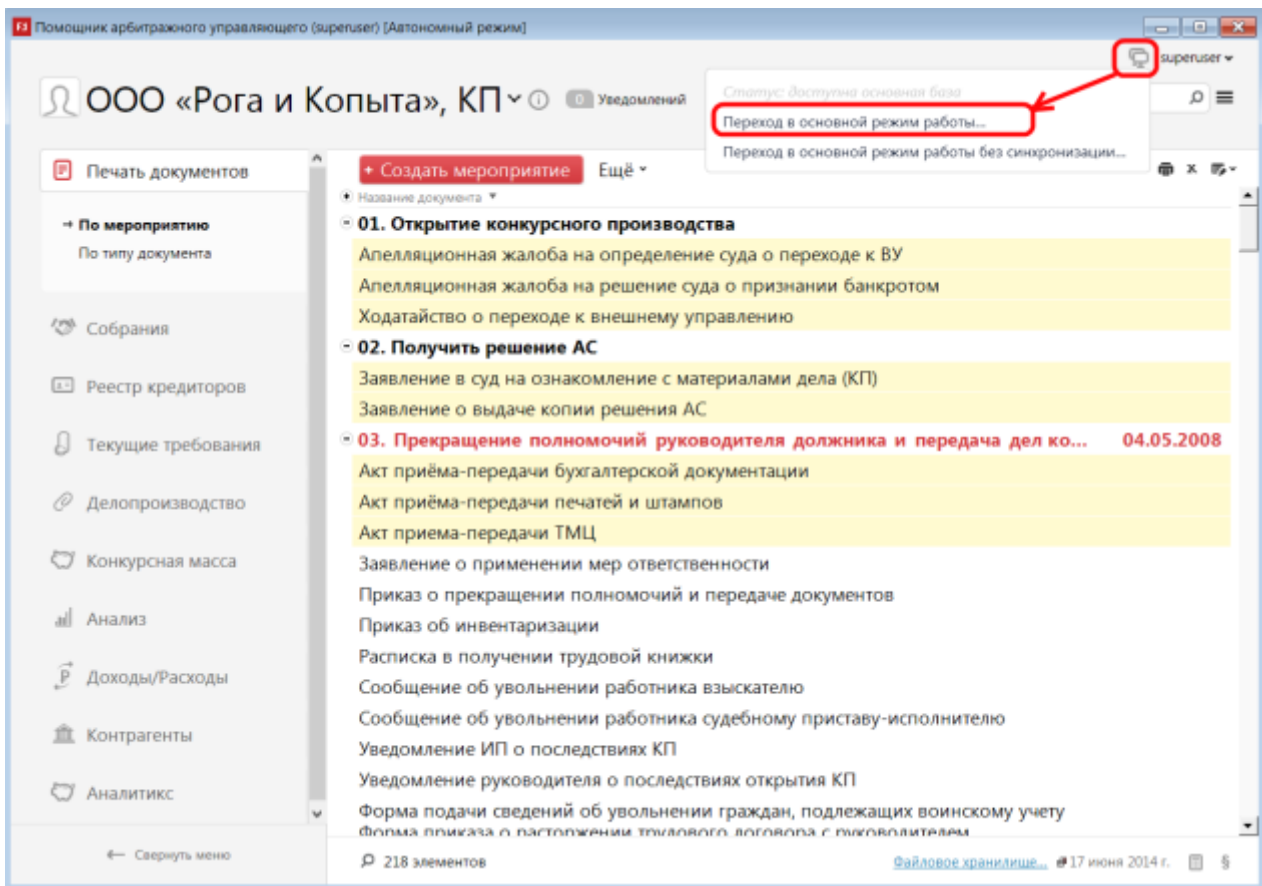 Помощник арбитражного управляющего (superuser) [Автономный режим]
superuser
ООО «Рога и Копыта», КП
0 Уведомлений
Статус: доступна основная база
Переход в основной режим работы...
Переход в основной режим работы без синхронизации...
Печать документов
+ Создать мероприятие Ещё
Название документа
→ По мероприятию
По типу документа
Собрания
Реестр кредиторов
Текущие требования
Делопроизводство
Конкурсная масса
Анализ
Доходы/Расходы
Контрагенты
Аналитикс
← Свернуть меню
01. Открытие конкурсного производства
Апелляционная жалоба на определение суда о переходе к ВУ
Апелляционная жалоба на решение суда о признании банкротом
Ходатайство о переходе к внешнему управлению
02. Получить решение АС
Заявление в суд на ознакомление с материалами дела (КП)
Заявление о выдаче копии решения АС
03. Прекращение полномочий руководителя должника и передача дел ко... 04.05.2008
Акт приёма-передачи бухгалтерской документации
Акт приёма-передачи печатей и штампов
Акт приема-передачи ТМЦ
Заявление о применении мер ответственности
Приказ о прекращении полномочий и передаче документов
Приказ об инвентаризации
Расписка в получении трудовой книжки
Сообщение об увольнении работника взыскателю
Сообщение об увольнении работника судебному приставу-исполнителю
Уведомление ИП о последствиях КП
Уведомление руководителя о последствиях открытия КП
Форма подачи сведений об увольнении граждан, подлежащих воинскому учету
Форма приказа о расторжении трудового договора с руководителем
218 элементов
Файловое хранилище... # 17 июня 2014 г. §